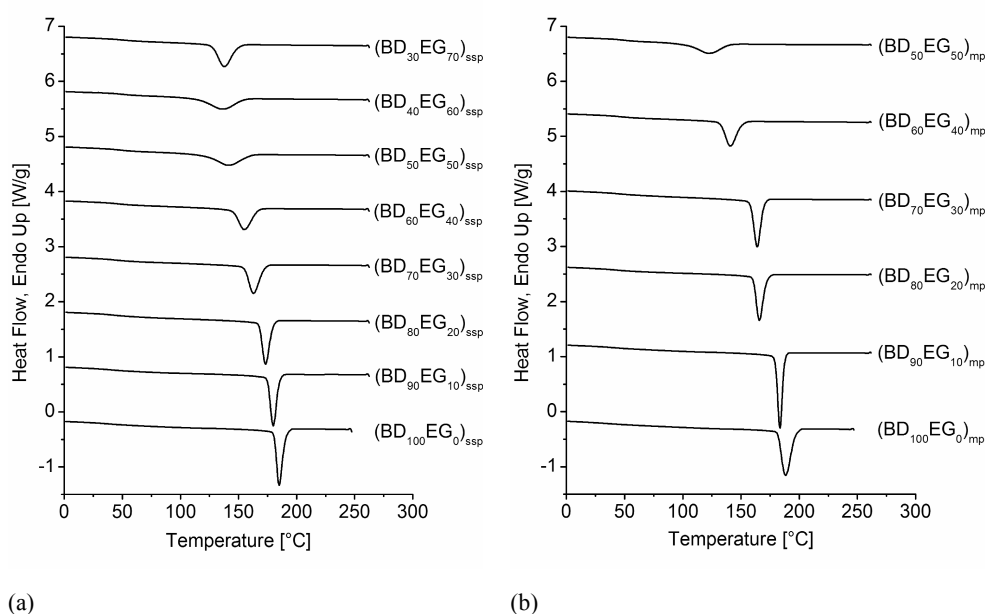 7
6
5
4
3
2
1
0
-1
Heat Flow, Endo Up [W/g]
(BD30EG70)ssp
(BD40EG60)ssp
(BD50EG50)ssp
(BD60EG40)ssp
(BD70EG30)ssp
(BD80EG20)ssp
(BD90EG10)ssp
(BD100EG0)ssp
0 50 100 150 200 250 300
Temperature [°C]
(a)
7
6
5
4
3
2
1
0
-1
Heat Flow, Endo Up [W/g]
(BD50EG50)mp
(BD60EG40)mp
(BD70EG30)mp
(BD80EG20)mp
(BD90EG10)mp
(BD100EG0)mp
0 50 100 150 200 250 300
Temperature [°C]
(b)